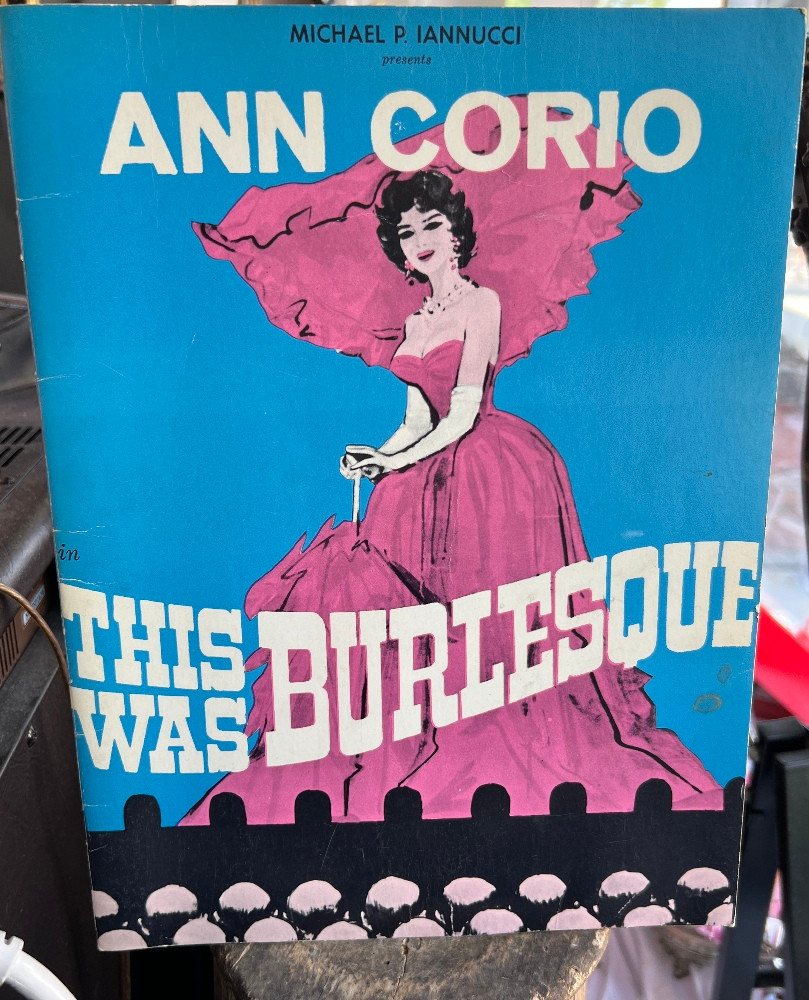 MICHAEL P. IANNUCCI
presents
ANN CORIO
in
THIS WAS BURLESQUE